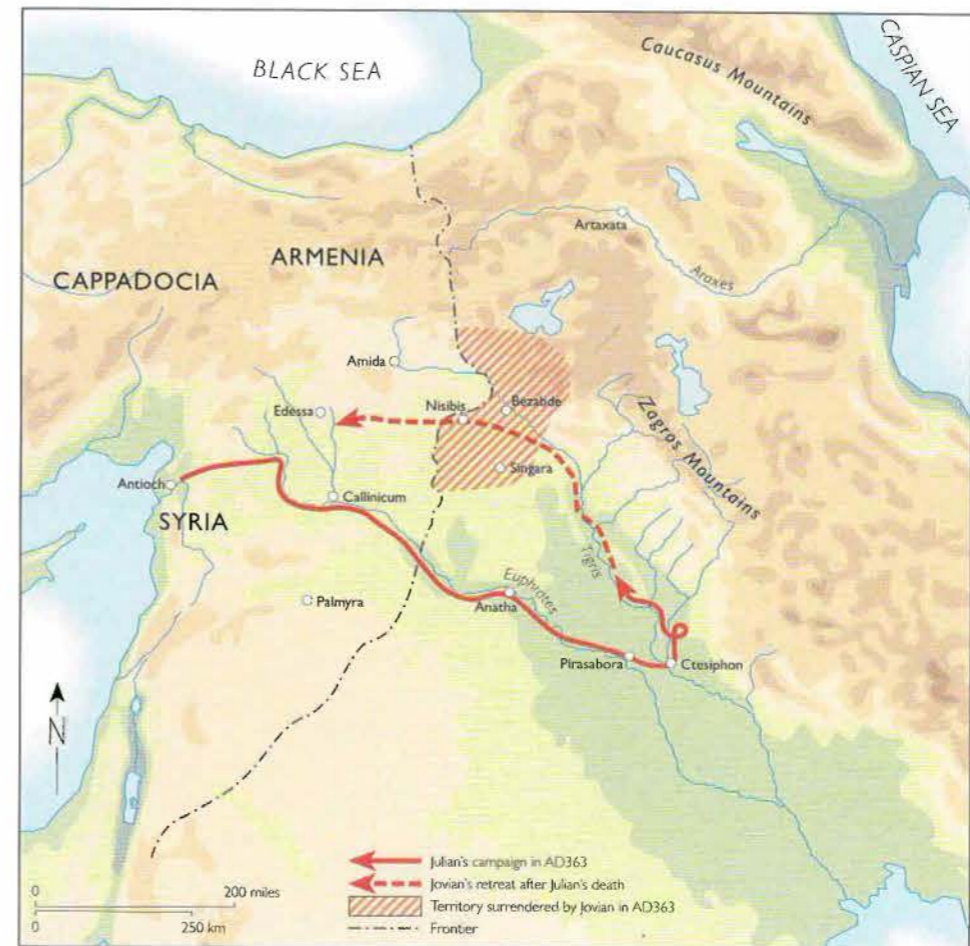 BLACK SEA
CASPIAN SEA
Caucasus Mountains
Artaxata
ARMENIA
Araxes
CAPPADOCIA
Amida
Edessa
Nisibis
Bezabde
Zagros Mountains
Singara
Antioch
Callinicum
SYRIA
Tigris
Euphrates
Palmyra
Anatha
Pirasabora
Ctesiphon
N
Julian's campaign in AD363
Jovian's retreat after Julian's death
Territory surrendered by Jovian in AD363
Frontier
0 200 miles
0 250 km